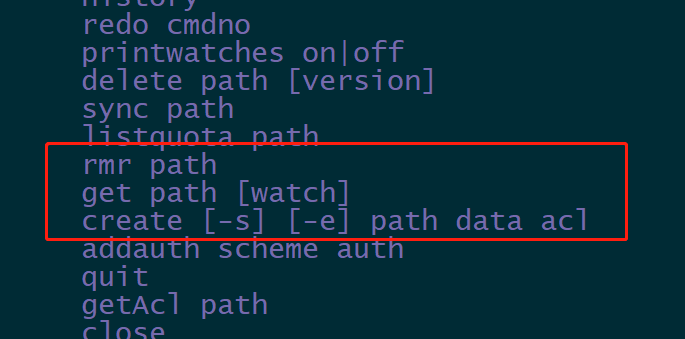 history
redo cmdno
printwatches on|off
delete path [version]
sync path
listquota path
rmr path
get path [watch]
create [-s] [-e] path data acl
addauth scheme auth
quit
getAcl path
close